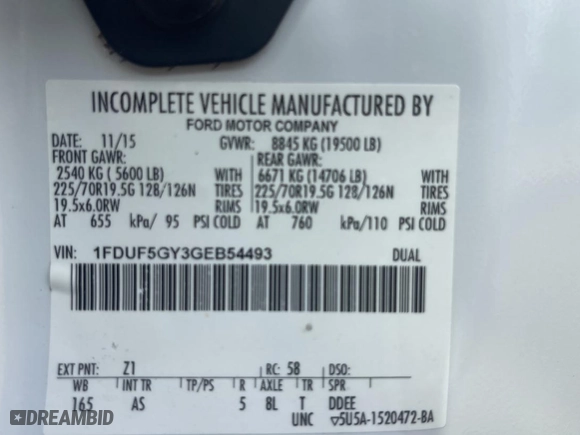 INCOMPLETE VEHICLE MANUFACTURED BY
FORD MOTOR COMPANY
DATE: 11/15 GVWR: 8845 KG (19500 LB)
FRONT GAWR: REAR GAWR:
2540 KG ( 5600 LB) WITH 6671 KG (14706 LB) WITH
225/70R19.5G 128/126N TIRES 225/70R19.5G 128/126N TIRES
19.5x6.0RW RIMS 19.5x6.0RW RIMS
AT 655 kPa/ 95 PSI COLD AT 760 kPa/110 PSI COLD
VIN: 1FDUF5GY3GEB54493 DUAL
EXT PNT: Z1 RC: 58 DSO:
WB INT TR TP/PS R AXLE TR SPR
165 AS 5 8L T DDEE
UNC ▽5U5A-1520472-BA
DREAMBID